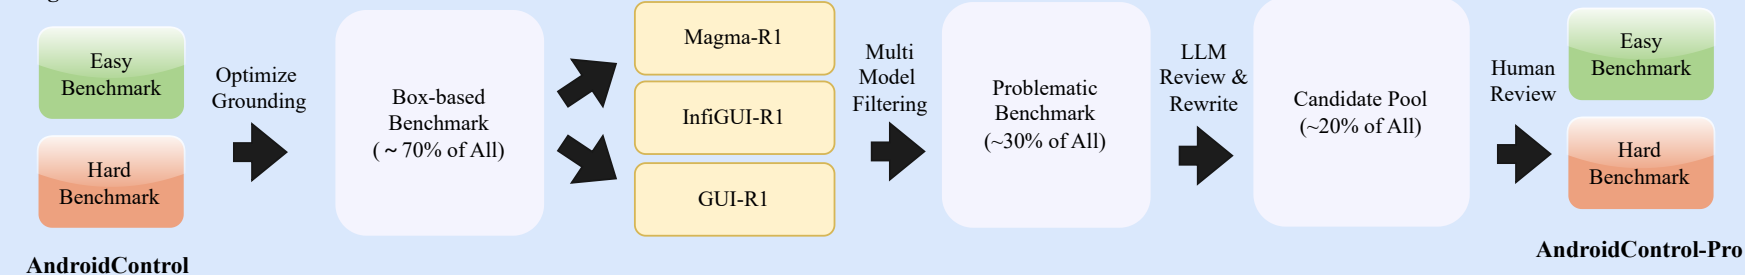 Easy
Benchmark
Hard
Benchmark
AndroidControl
Optimize
Grounding
Box-based
Benchmark
( ~ 70% of All)
Magma-R1
InfiGUI-R1
GUI-R1
Multi
Model
Filtering
Problematic
Benchmark
(~30% of All)
LLM
Review &
Rewrite
Candidate Pool
(~20% of All)
Human
Review
Easy
Benchmark
Hard
Benchmark
AndroidControl-Pro